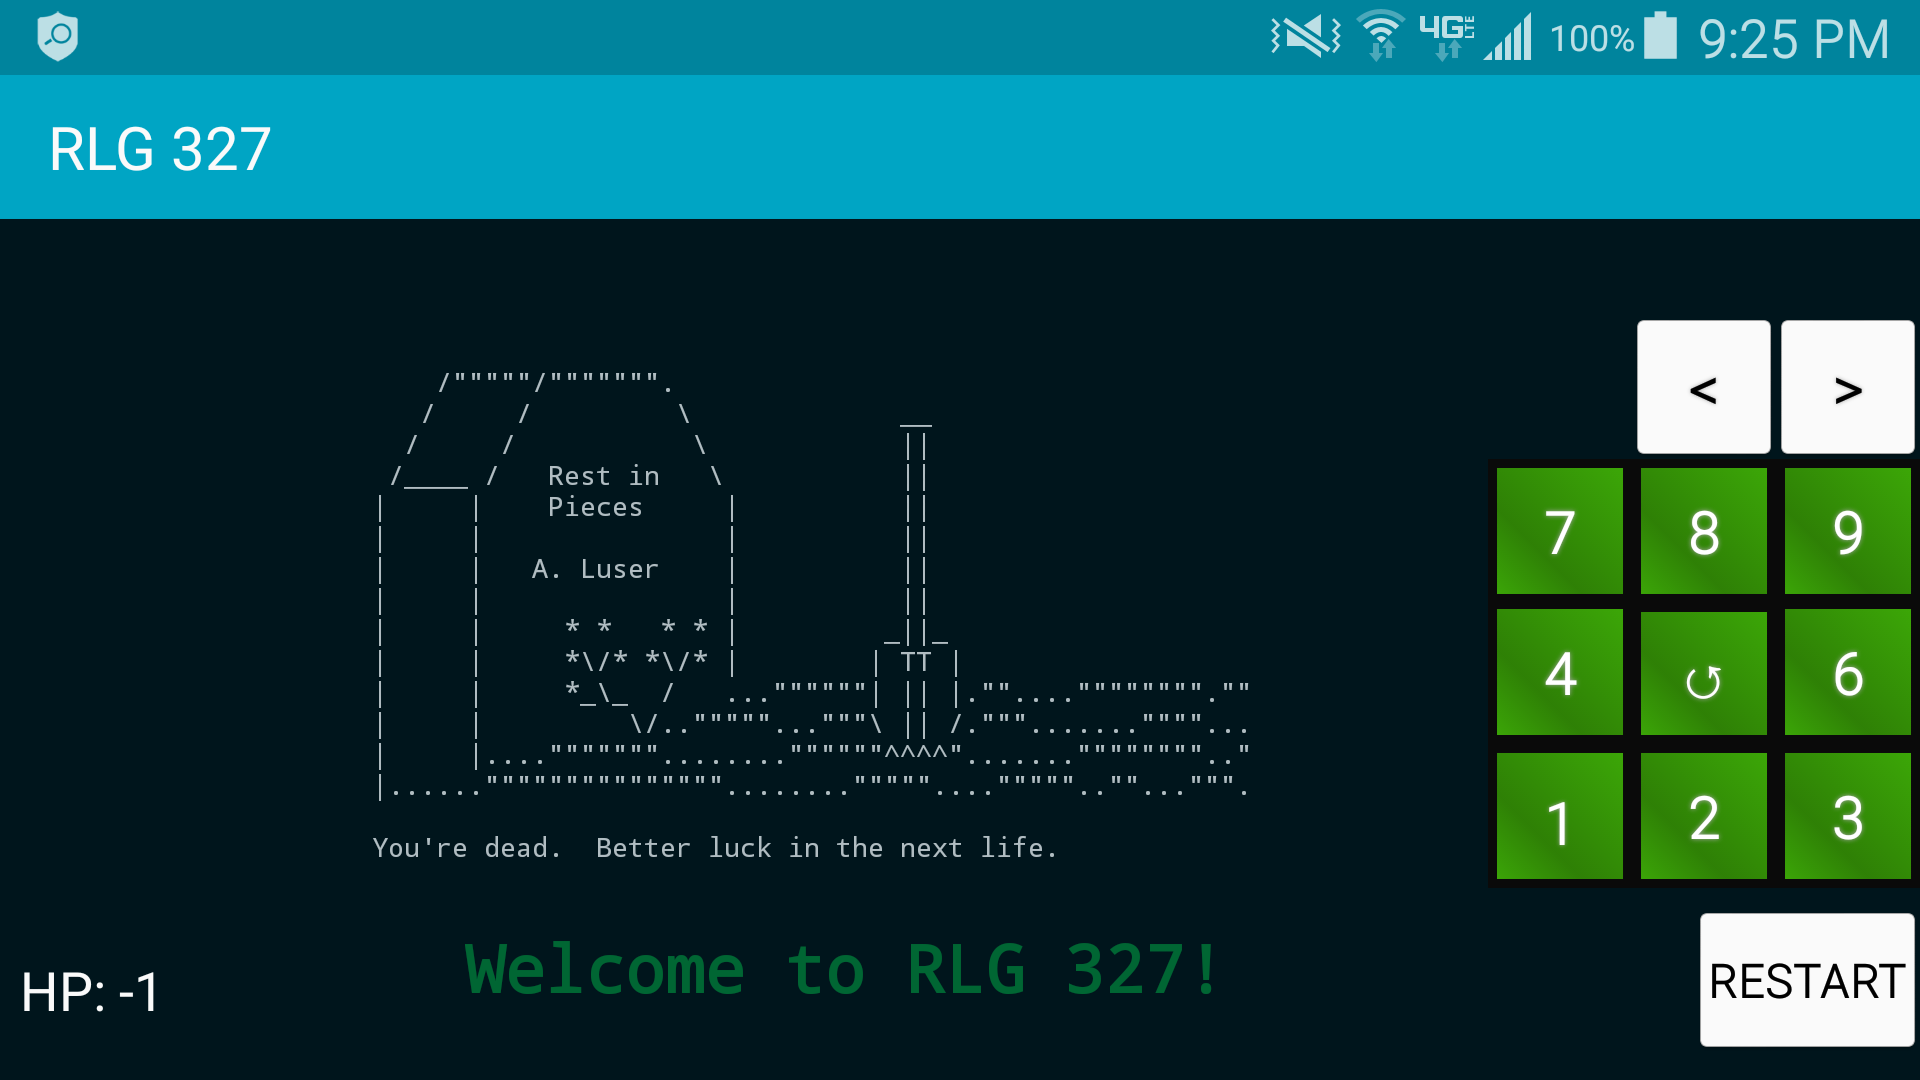 4G LTE 100% 9:25 PM
RLG 327
< >
Rest in
Pieces
A. Luser
7 8 9
4 6
1 2 3
You're dead.  Better luck in the next life.
Welcome to RLG 327!
HP: -1
RESTART